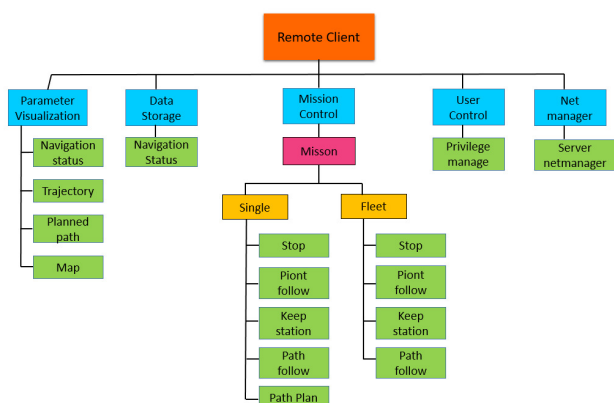 Remote Client
Parameter
Visualization
Data
Storage
Mission
Control
User
Control
Net
manager
Navigation
status
Navigation
Status
Misson
Privilege
manage
Server
netmanager
Trajectory
Planned
path
Map
Single
Fleet
Stop
Piont
follow
Keep
station
Path
follow
Path Plan
Stop
Piont
follow
Keep
station
Path
follow